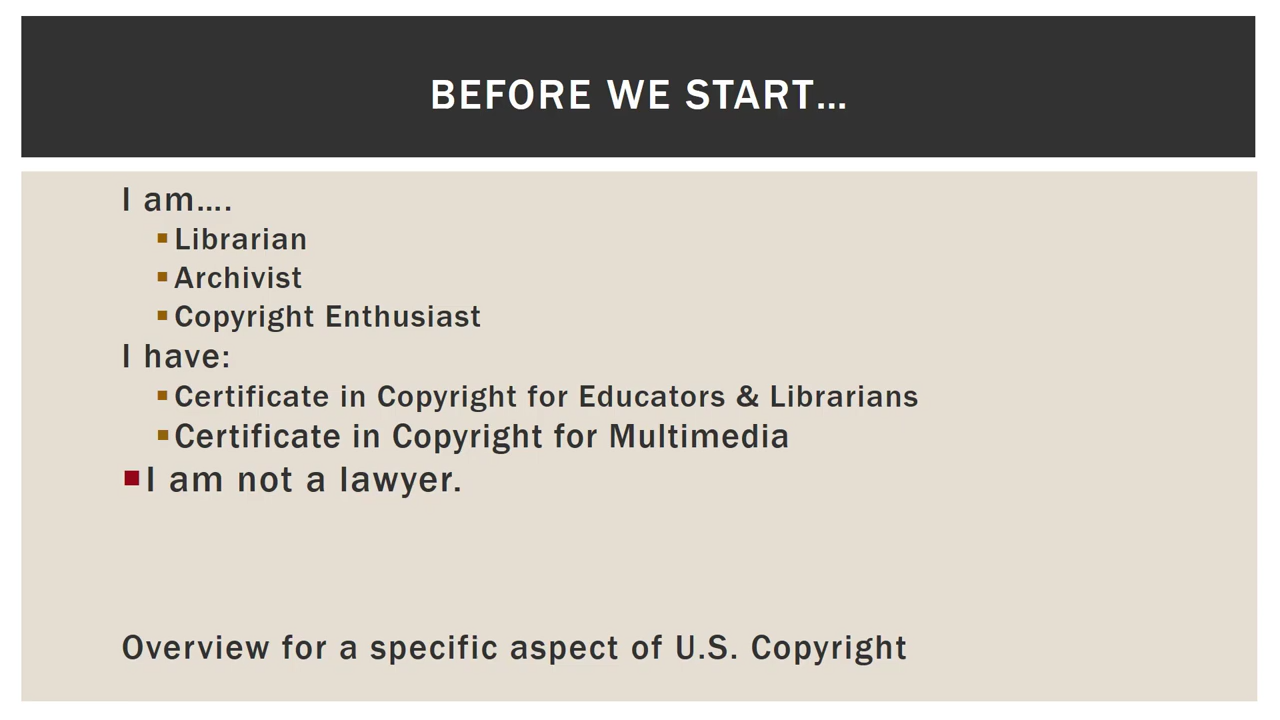 BEFORE WE START...
I am....
Librarian
Archivist
Copyright Enthusiast
I have:
Certificate in Copyright for Educators & Librarians
Certificate in Copyright for Multimedia
I am not a lawyer.
Overview for a specific aspect of U.S. Copyright